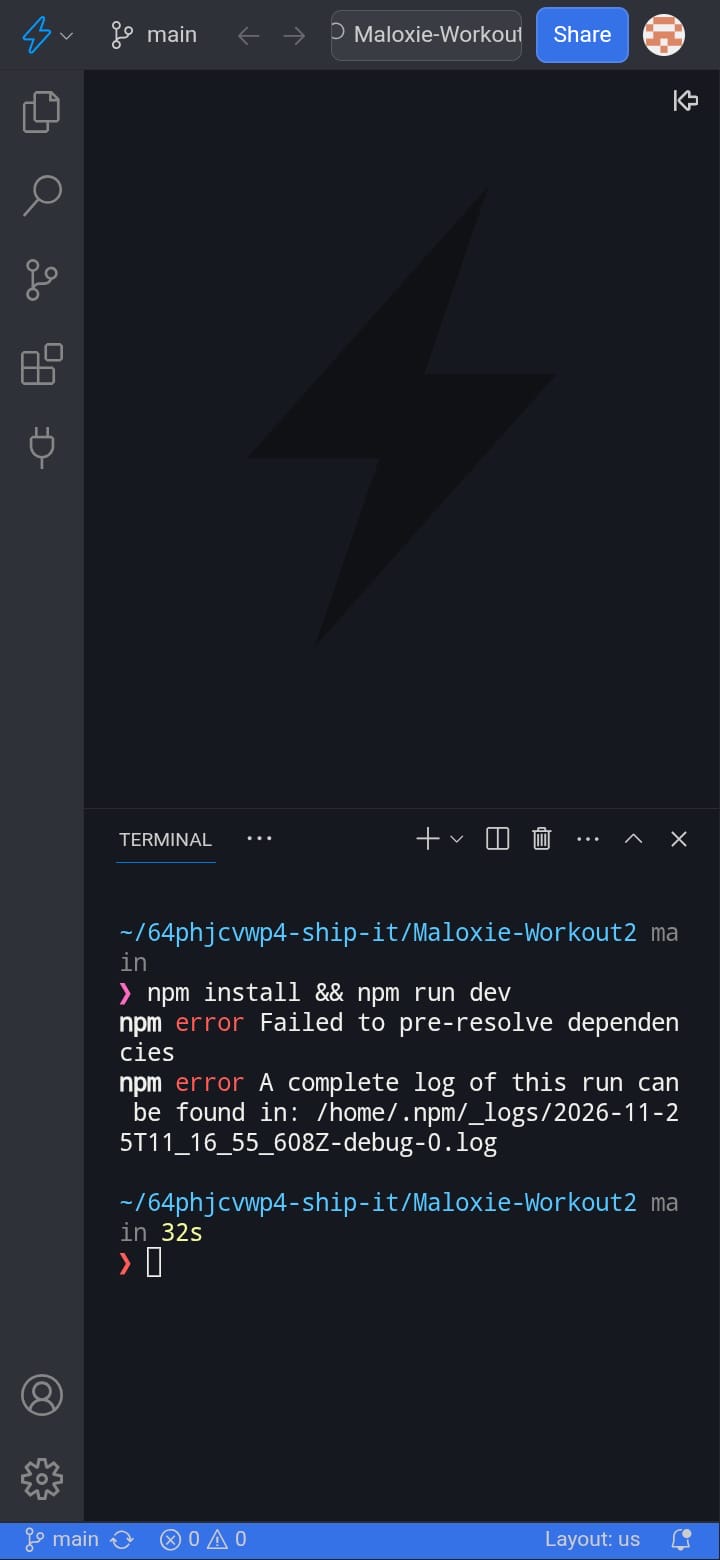 main
Maloxie-Workout
Share
TERMINAL
~/64phjcvwp4-ship-it/Maloxie-Workout2 ma
in
❯ npm install && npm run dev
npm error Failed to pre-resolve dependen
cies
npm error A complete log of this run can
 be found in: /home/.npm/_logs/2026-11-2
5T11_16_55_608Z-debug-0.log
~/64phjcvwp4-ship-it/Maloxie-Workout2 ma
in 32s
❯
main 0 0 Layout: us